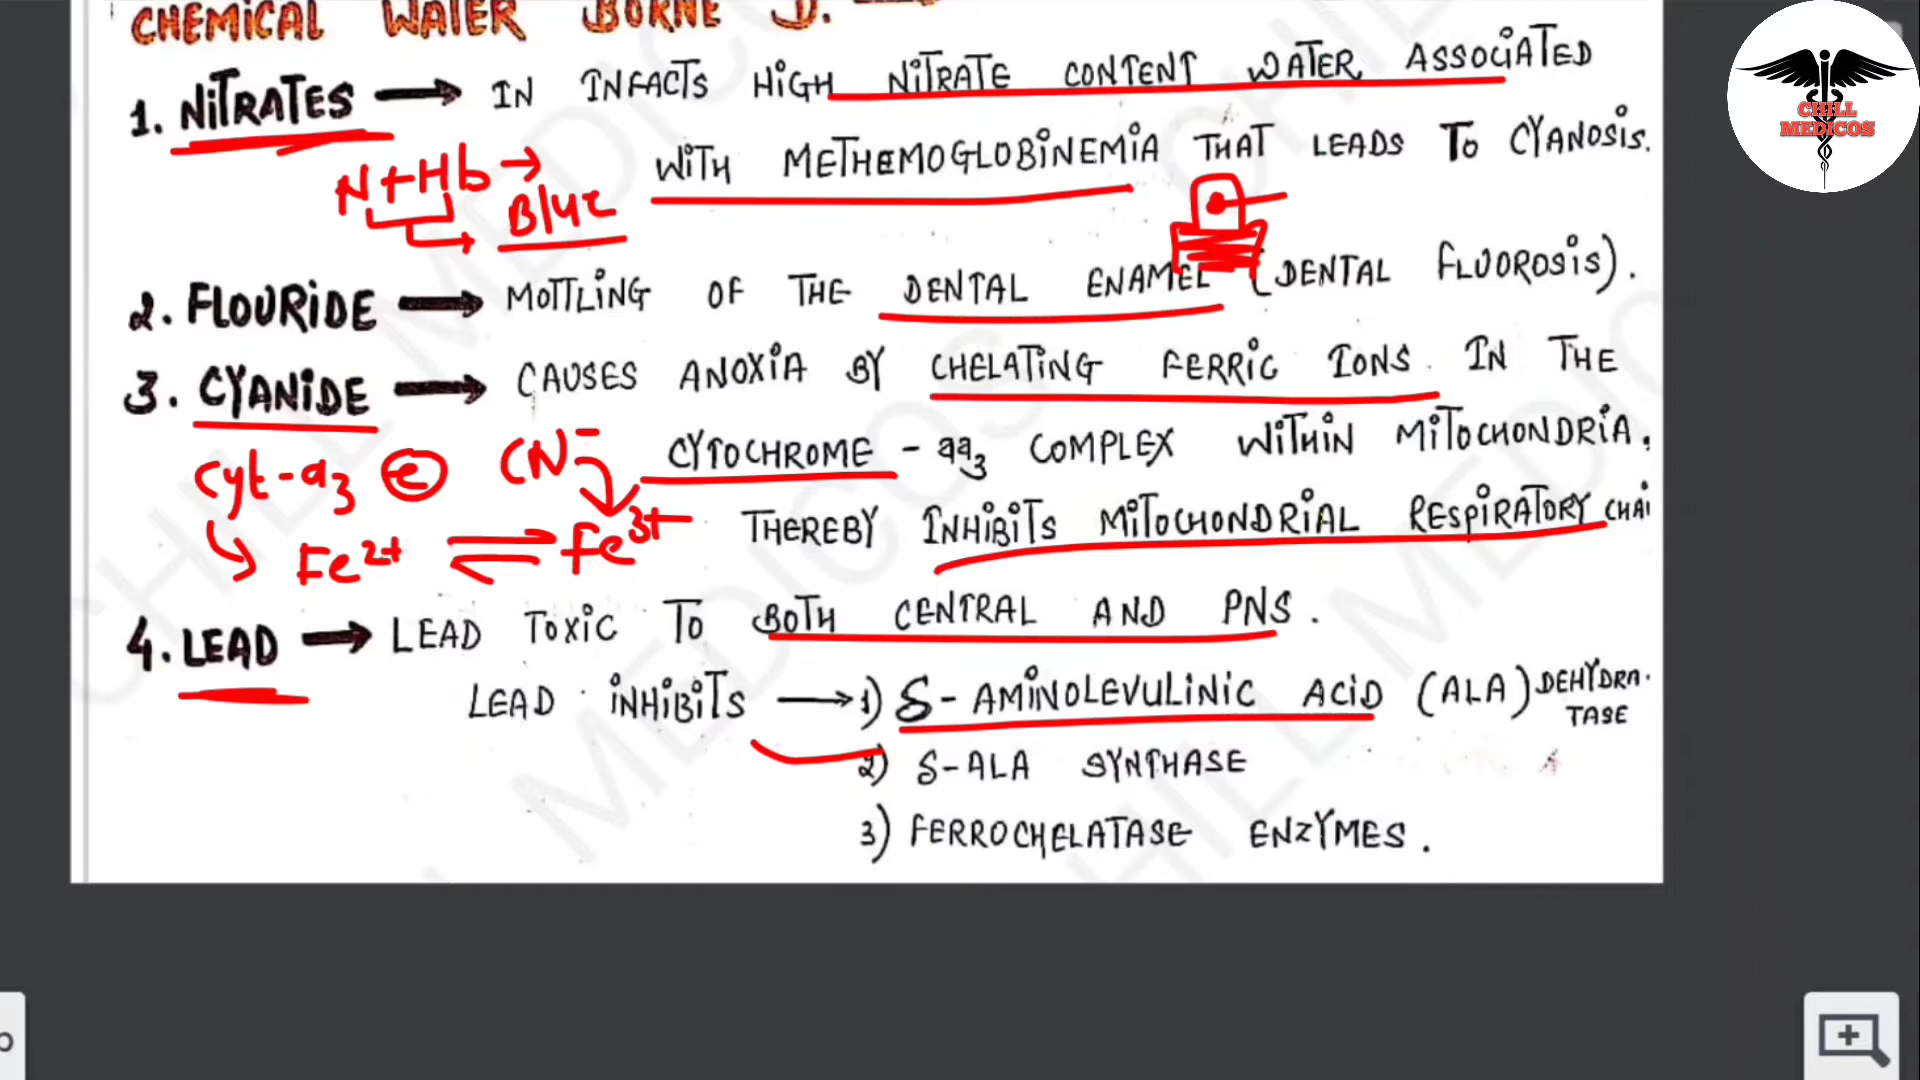 CHEMICAL WATER BORNE D.
1. NITRATES → IN INFACTS HIGH NITRATE CONTENT WATER ASSOCIATED
WITH METHEMOGLOBINEMIA THAT LEADS TO CYANOSIS.
N+Hb →
Blue
2. FLOURIDE → MOTTLING OF THE DENTAL ENAMEL (DENTAL FLUOROSIS).
3. CYANIDE → CAUSES ANOXIA BY CHELATING FERRIC IONS IN THE
CYTOCHROME - aa3 COMPLEX WITHIN MITOCHONDRIA,
Cyt-a3 e CN-
THEREBY INHIBITS MITOCHONDRIAL RESPIRATORY CHAI
Fe2+ ⇌ Fe3+
4. LEAD → LEAD TOXIC TO BOTH CENTRAL AND PNS.
LEAD INHIBITS → 1) δ-AMINOLEVULINIC ACID (ALA) DEHYDRA-
TASE
2) δ-ALA SYNTHASE
3) FERROCHELATASE ENZYMES.
CHILL
MEDICOS